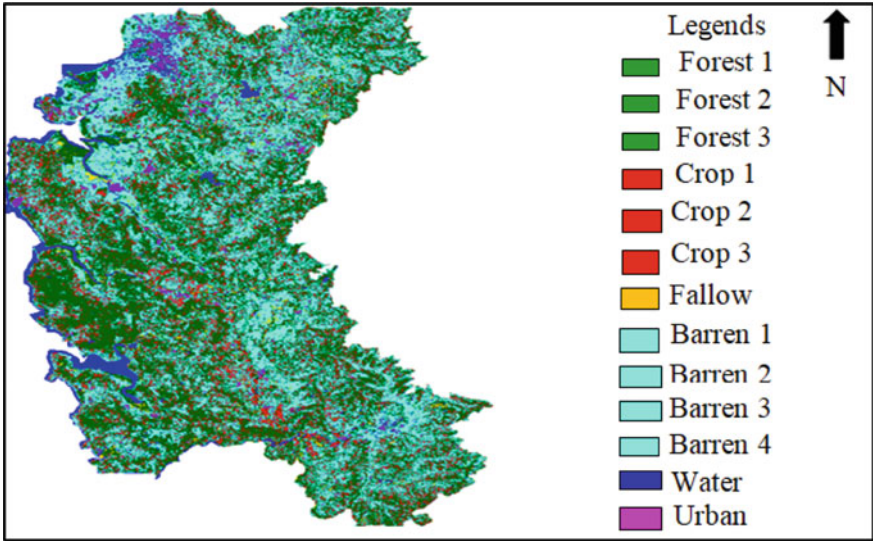 Legends
Forest 1
Forest 2
Forest 3
Crop 1
Crop 2
Crop 3
Fallow
Barren 1
Barren 2
Barren 3
Barren 4
Water
Urban
N